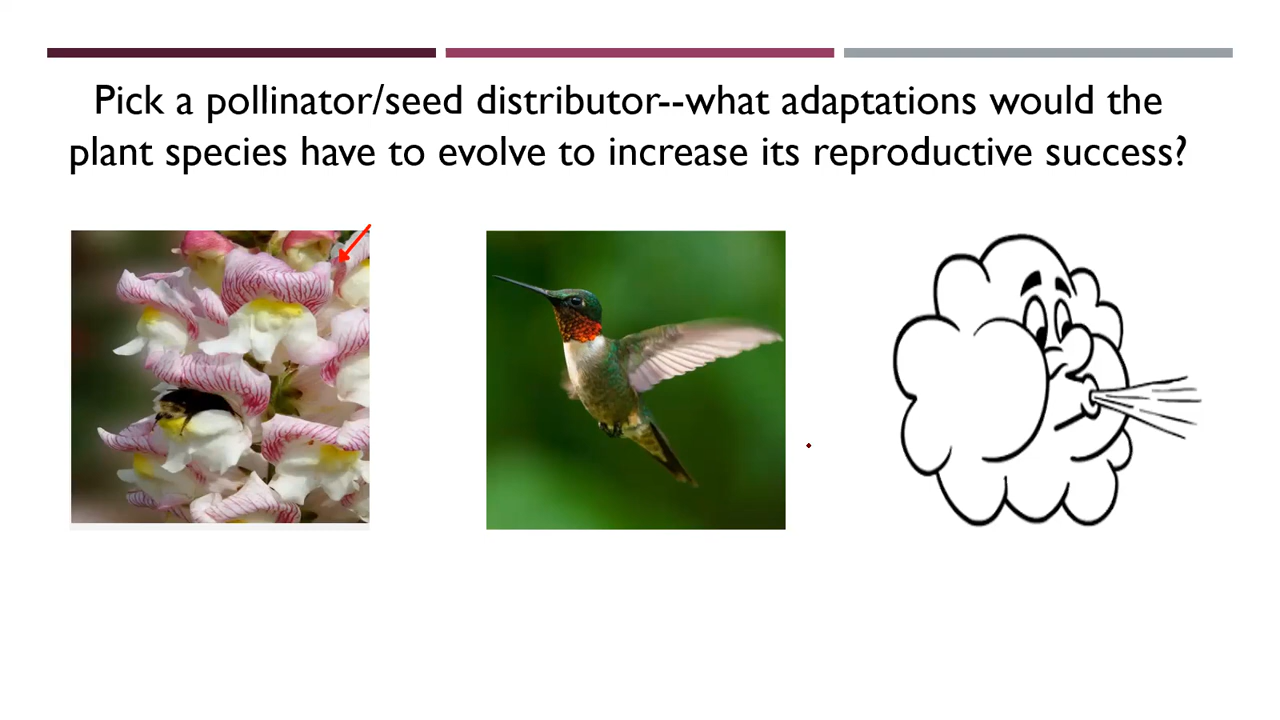 Pick a pollinator/seed distributor--what adaptations would the
plant species have to evolve to increase its reproductive success?